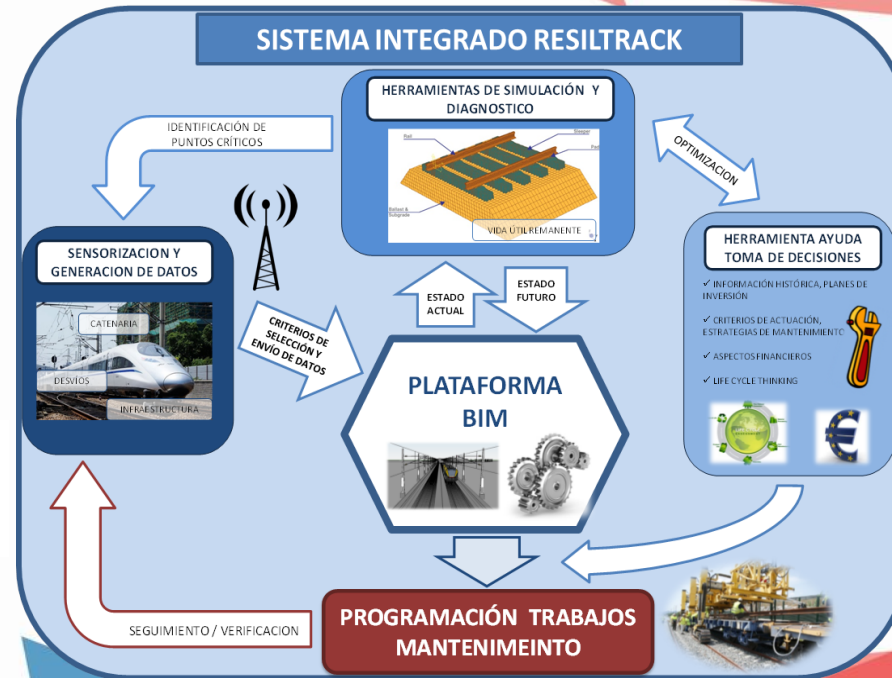 SISTEMA INTEGRADO RESILTRACK
HERRAMIENTAS DE SIMULACIÓN Y
DIAGNOSTICO
Rail
Sleeper
Pad
Ballast &
Subgrade
VIDA ÚTIL REMANENTE
IDENTIFICACIÓN DE
PUNTOS CRÍTICOS
OPTIMIZACION
SENSORIZACION Y
GENERACION DE DATOS
CATENARIA
DESVÍOS
INFRAESTRUCTURA
CRITERIOS DE
SELECCIÓN Y
ENVÍO DE DATOS
ESTADO
ACTUAL
ESTADO
FUTURO
PLATAFORMA
BIM
HERRAMIENTA AYUDA
TOMA DE DECISIONES
✓ INFORMACIÓN HISTÓRICA, PLANES DE
INVERSIÓN
✓ CRITERIOS DE ACTUACIÓN,
ESTRATEGIAS DE MANTENIMIENTO
✓ ASPECTOS FINANCIEROS
✓ LIFE CYCLE THINKING
PROGRAMACIÓN TRABAJOS
MANTENIMEINTO
SEGUIMIENTO / VERIFICACION